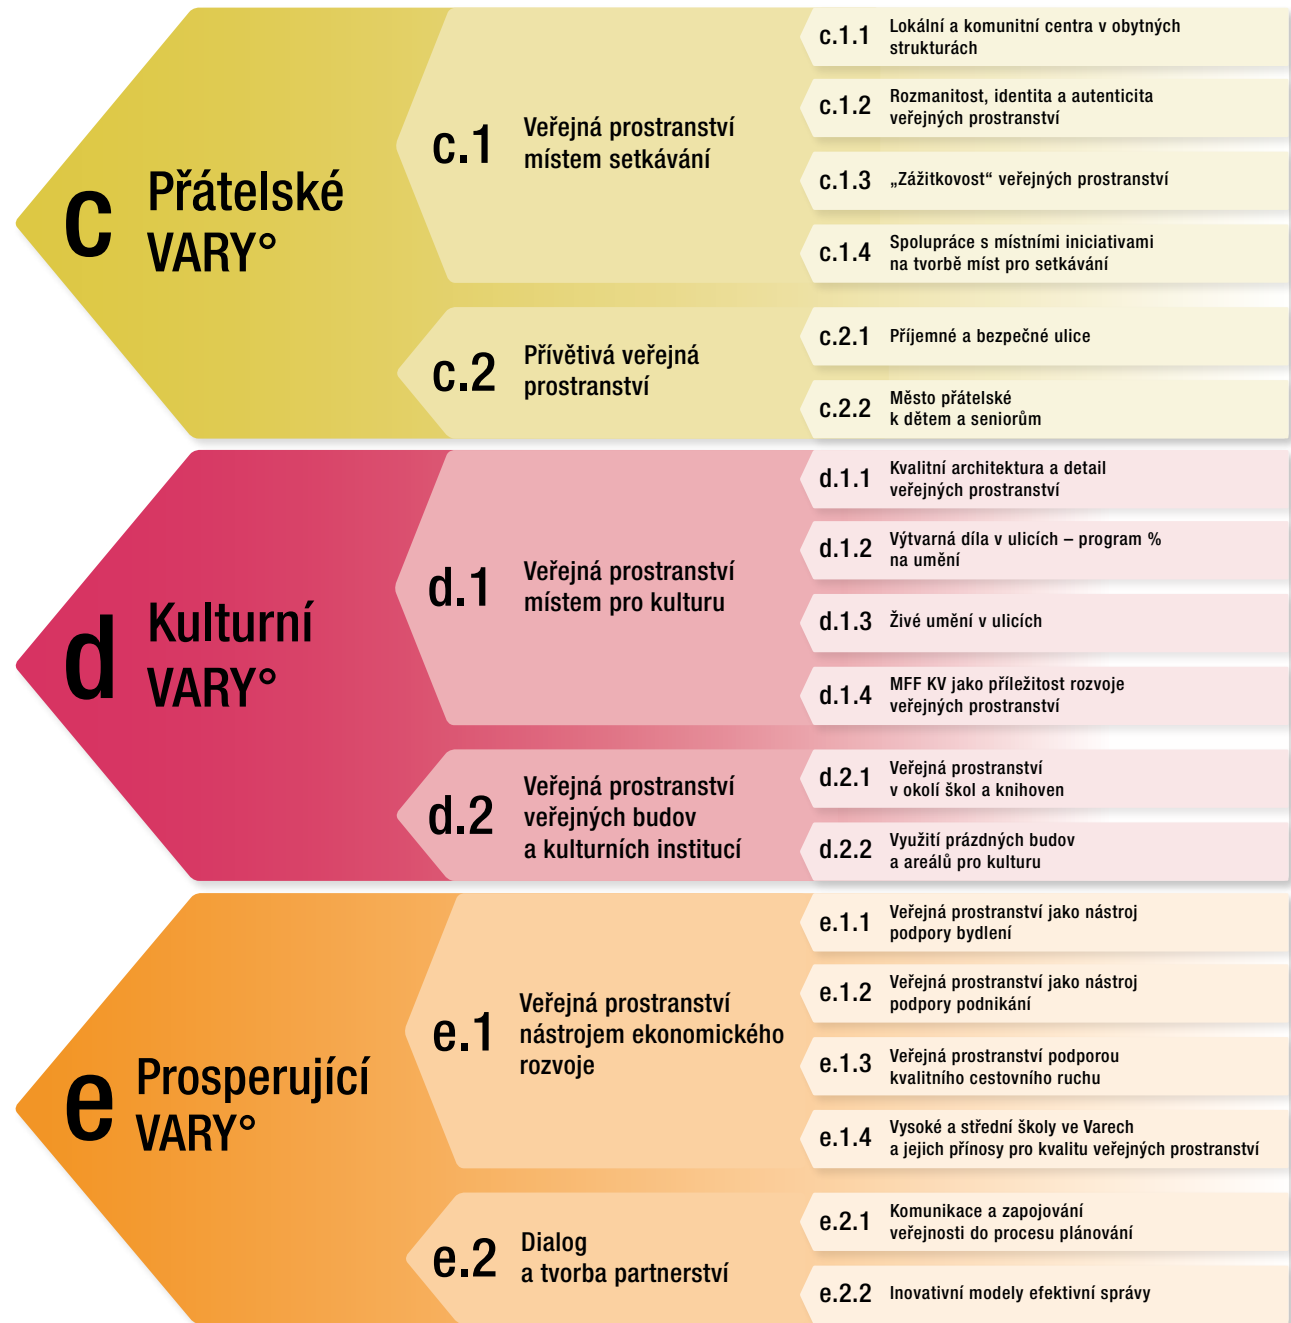 c
Přátelské
VARY°
c.1
Veřejná prostranství
místem setkávání
c.1.1
Lokální a komunitní centra v obytných
strukturách
c.1.2
Rozmanitost, identita a autenticita
veřejných prostranství
c.1.3
„Zážitkovost“ veřejných prostranství
c.1.4
Spolupráce s místními iniciativami
na tvorbě míst pro setkávání
c.2
Přívětivá veřejná
prostranství
c.2.1
Příjemné a bezpečné ulice
c.2.2
Město přátelské
k dětem a seniorům
d
Kulturní
VARY°
d.1
Veřejná prostranství
místem pro kulturu
d.1.1
Kvalitní architektura a detail
veřejných prostranství
d.1.2
Výtvarná díla v ulicích – program %
na umění
d.1.3
Živé umění v ulicích
d.1.4
MFF KV jako příležitost rozvoje
veřejných prostranství
d.2
Veřejná prostranství
veřejných budov
a kulturních institucí
d.2.1
Veřejná prostranství
v okolí škol a knihoven
d.2.2
Využití prázdných budov
a areálů pro kulturu
e
Prosperující
VARY°
e.1
Veřejná prostranství
nástrojem ekonomického
rozvoje
e.1.1
Veřejná prostranství jako nástroj
podpory bydlení
e.1.2
Veřejná prostranství jako nástroj
podpory podnikání
e.1.3
Veřejná prostranství podporou
kvalitního cestovního ruchu
e.1.4
Vysoké a střední školy ve Varech
a jejich přínosy pro kvalitu veřejných prostranství
e.2
Dialog
a tvorba partnerství
e.2.1
Komunikace a zapojování
veřejnosti do procesu plánování
e.2.2
Inovativní modely efektivní správy